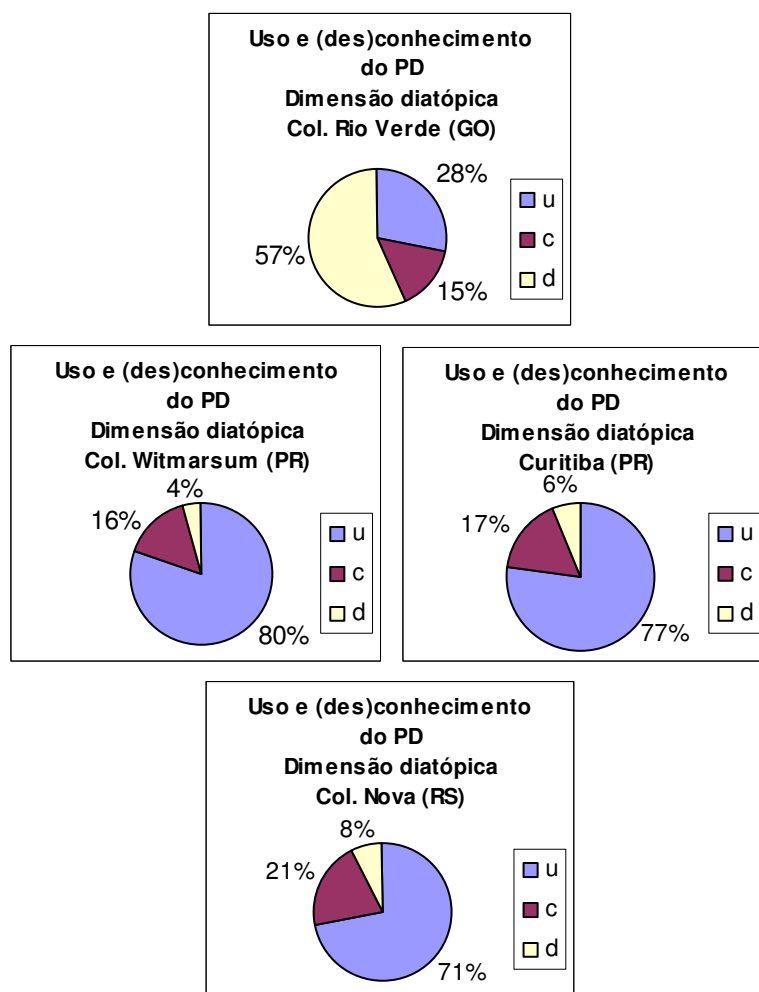 Uso e (des)conhecimento
do PD
Dimensão diatópica
Col. Rio Verde (GO)
28%
57%
15%
u
c
d
Uso e (des)conhecimento
do PD
Dimensão diatópica
Col. Witmarsum (PR)
4%
16%
80%
u
c
d
Uso e (des)conhecimento
do PD
Dimensão diatópica
Curitiba (PR)
6%
17%
77%
u
c
d
Uso e (des)conhecimento
do PD
Dimensão diatópica
Col. Nova (RS)
8%
21%
71%
u
c
d